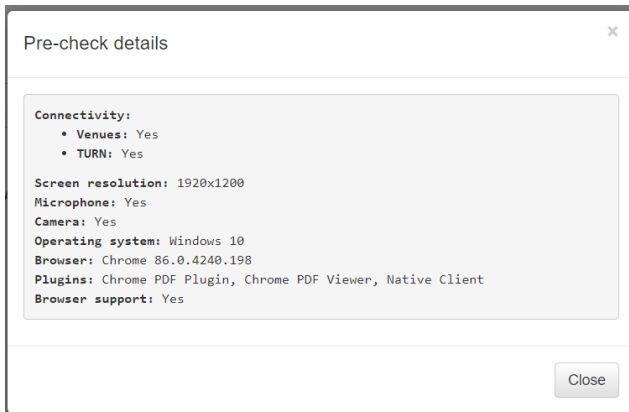 Pre-check details
×
Connectivity:
• Venues: Yes
• TURN: Yes
Screen resolution: 1920x1200
Microphone: Yes
Camera: Yes
Operating system: Windows 10
Browser: Chrome 86.0.4240.198
Plugins: Chrome PDF Plugin, Chrome PDF Viewer, Native Client
Browser support: Yes
Close